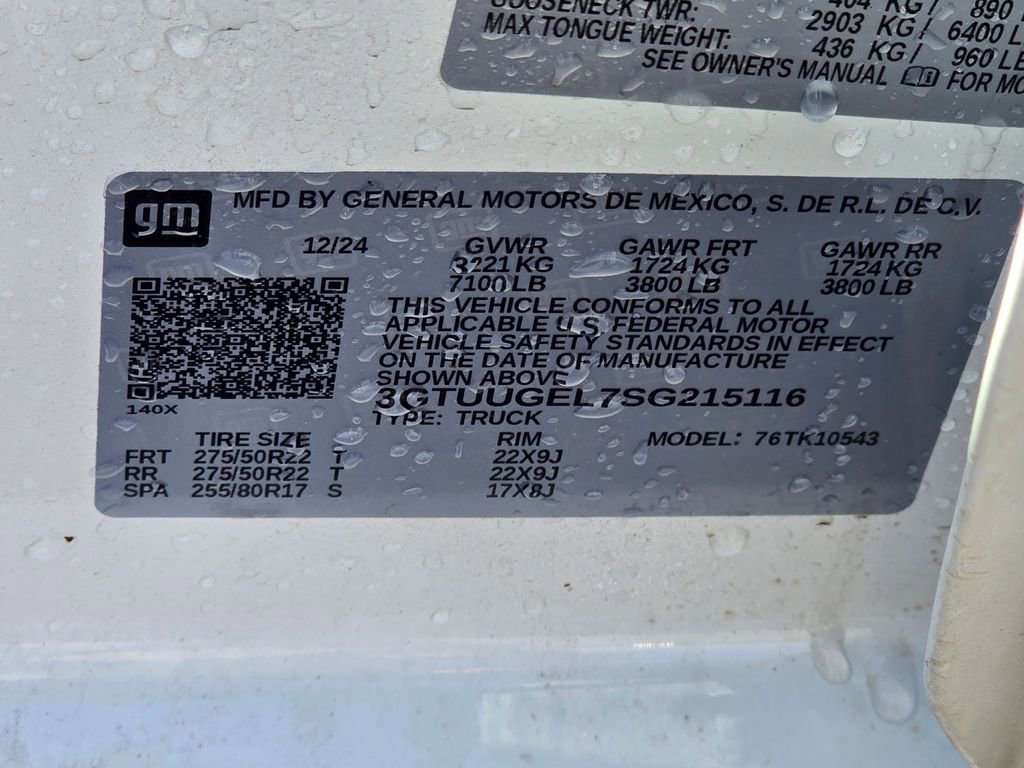 GOOSENECK TWR: 2903 KG/ 6400 L
404 KG/ 890
MAX TONGUE WEIGHT: 436 KG/ 960 LB
SEE OWNER'S MANUAL FOR MO
gm
MFD BY GENERAL MOTORS DE MEXICO, S. DE R.L. DE C.V.
12/24 GVWR GAWR FRT GAWR RR
3221 KG 1724 KG 1724 KG
7100 LB 3800 LB 3800 LB
THIS VEHICLE CONFORMS TO ALL
APPLICABLE U.S. FEDERAL MOTOR
VEHICLE SAFETY STANDARDS IN EFFECT
ON THE DATE OF MANUFACTURE
SHOWN ABOVE
3GTUUGEL7SG215116
140X
TYPE: TRUCK
TIRE SIZE RIM MODEL: 76TK10543
FRT 275/50R22 T 22X9J
RR 275/50R22 T 22X9J
SPA 255/80R17 S 17X8J